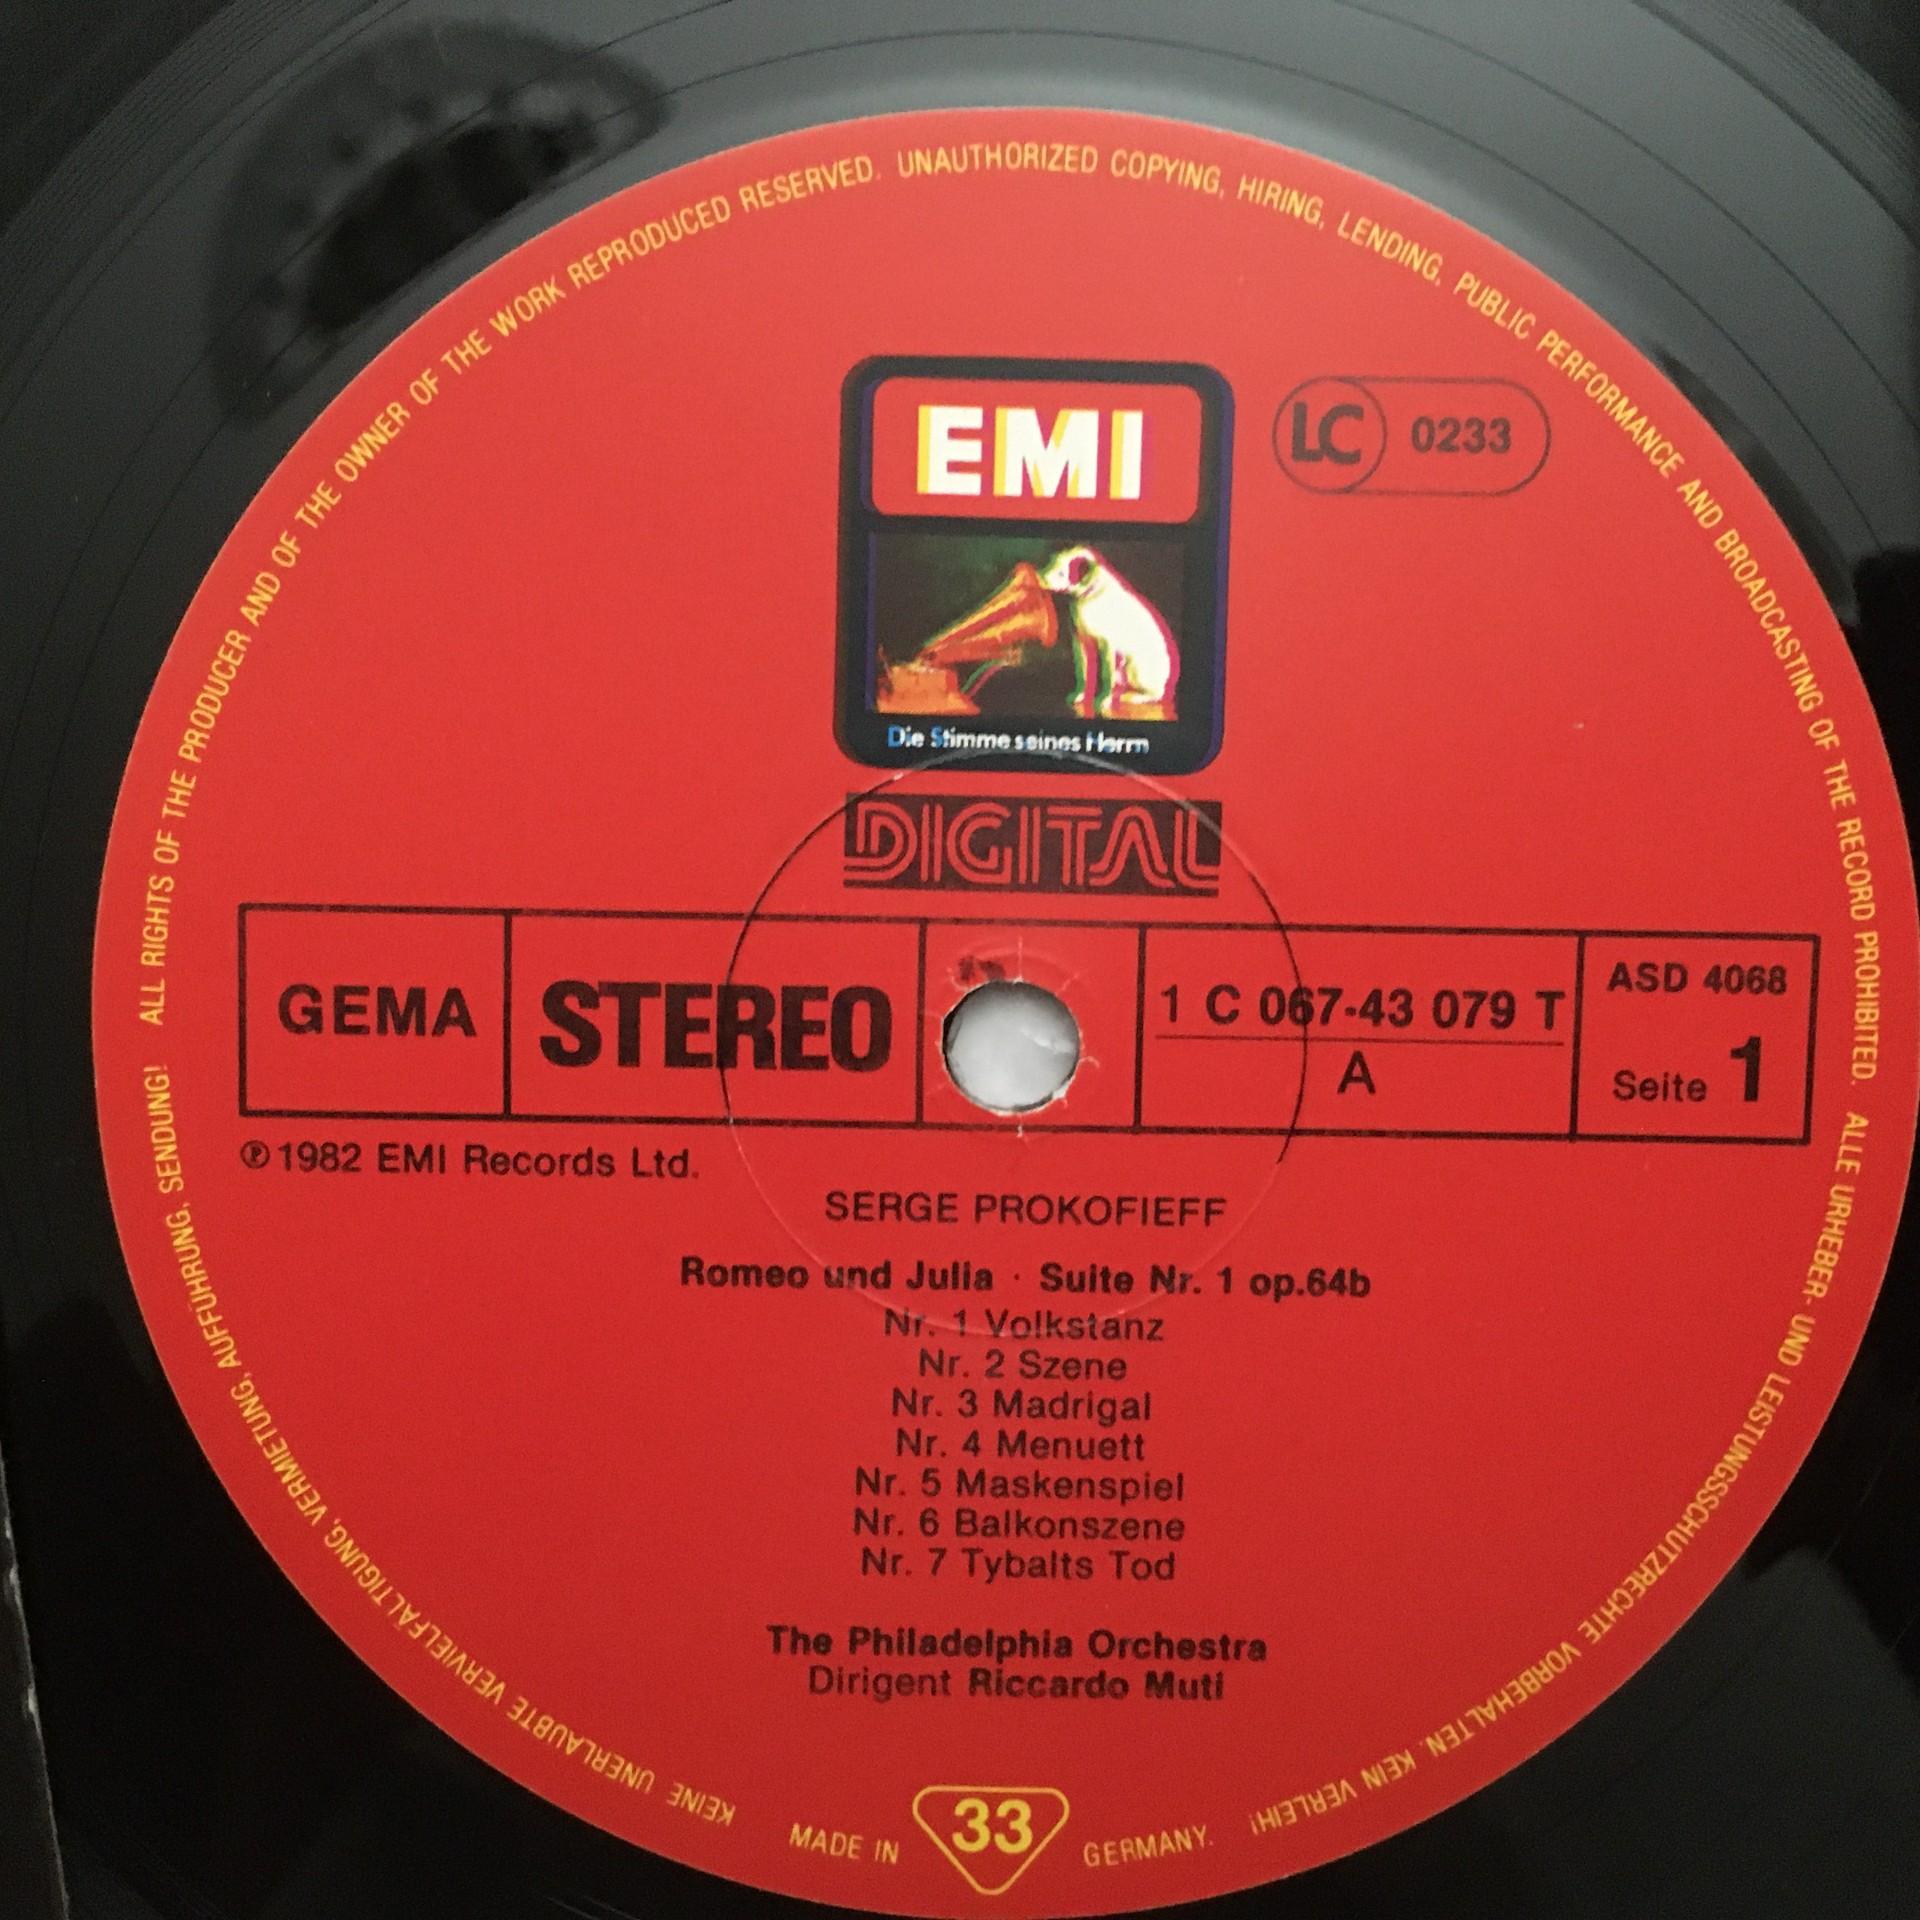 ALL RIGHTS OF THE PRODUCER AND OF THE OWNER OF THE WORK REPRODUCED RESERVED. UNAUTHORIZED COPYING, HIRING, LENDING, PUBLIC PERFORMANCE AND BROADCASTING OF THE RECORD PROHIBITED.
ALLE URHEBER- UND LEISTUNGSSCHUTZRECHTE VORBEHALTEN. KEIN VERLEIH! KEINE UNERLAUBTE VERVIELFÄLTIGUNG, VERMIETUNG, AUFFÜHRUNG, SENDUNG!
EMI
LC 0233
Die Stimme seines Herrn
DIGITAL
GEMA
STEREO
1 C 067-43 079 T
A
ASD 4068
Seite 1
℗ 1982 EMI Records Ltd.
SERGE PROKOFIEFF
Romeo und Julia · Suite Nr. 1 op.64b
Nr. 1 Volkstanz
Nr. 2 Szene
Nr. 3 Madrigal
Nr. 4 Menuett
Nr. 5 Maskenspiel
Nr. 6 Balkonszene
Nr. 7 Tybalts Tod
The Philadelphia Orchestra
Dirigent Riccardo Muti
MADE IN 33 GERMANY.